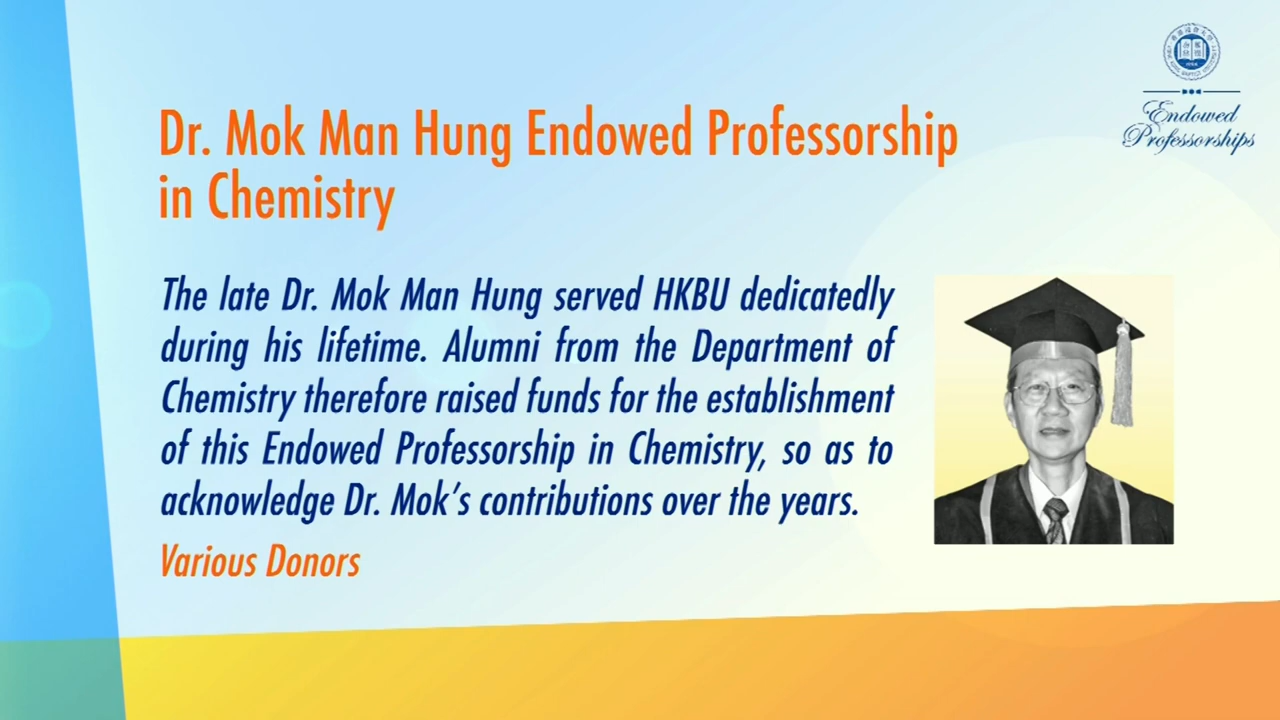 Endowed
Professorships
Dr. Mok Man Hung Endowed Professorship
in Chemistry
The late Dr. Mok Man Hung served HKBU dedicatedly
during his lifetime. Alumni from the Department of
Chemistry therefore raised funds for the establishment
of this Endowed Professorship in Chemistry, so as to
acknowledge Dr. Mok's contributions over the years.
Various Donors